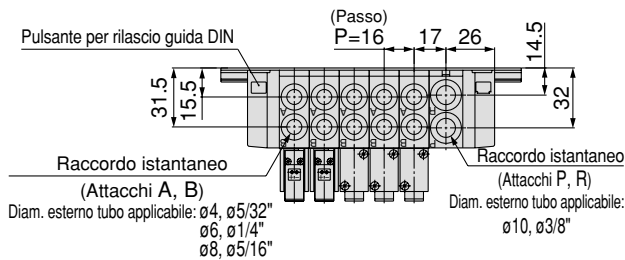 (Passo)
P=16
17
26
Pulsante per rilascio guida DIN
31.5
15.5
14.5
32
Raccordo istantaneo
(Attacchi A, B)
Diam. esterno tubo applicabile: ø4, ø5/32"
ø6, ø1/4"
ø8, ø5/16"
Raccordo istantaneo
(Attacchi P, R)
Diam. esterno tubo applicabile:
ø10, ø3/8"